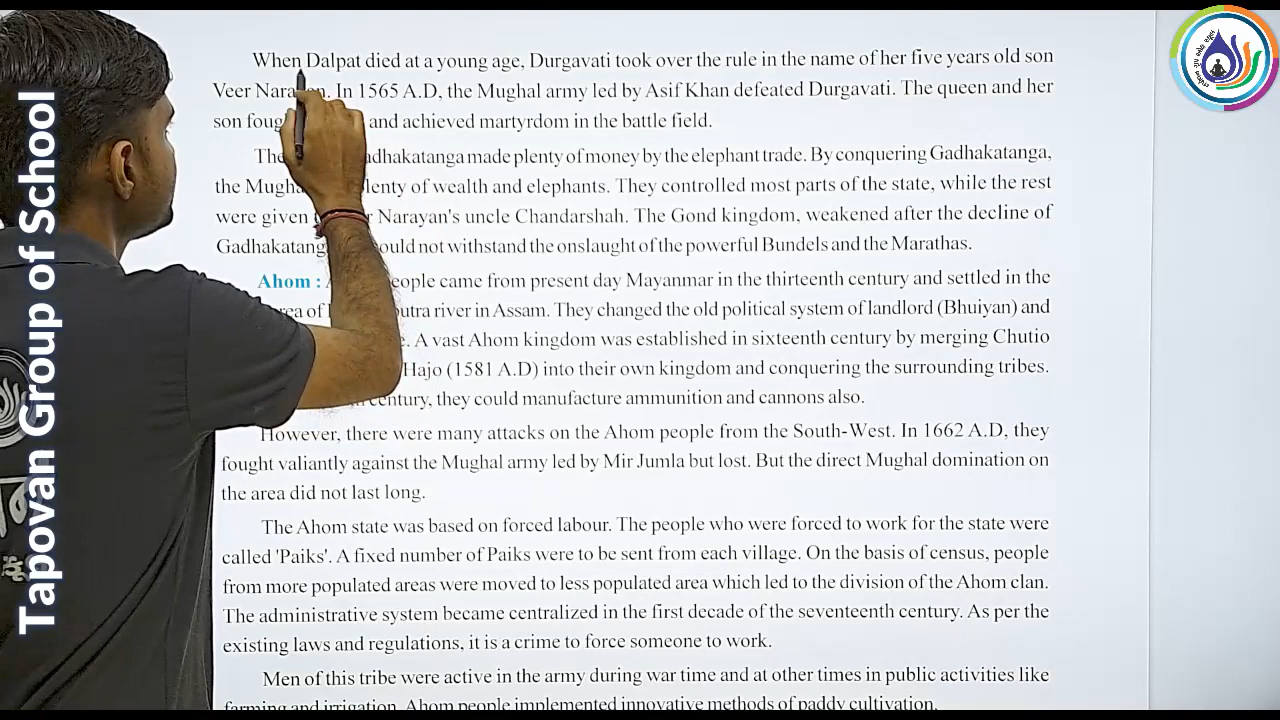 When Dalpat died at a young age, Durgavati took over the rule in the name of her five years old son
Veer In 1565 A.D, the Mughal army led by Asif Khan defeated Durgavati. The queen and her
son and achieved martyrdom in the battle field.
The made plenty of money by the elephant trade. By conquering Gadhakatanga,
the plenty of wealth and elephants. They controlled most parts of the state, while the rest
were given Narayan's uncle Chandarshah. The Gond kingdom, weakened after the decline of
could not withstand the onslaught of the powerful Bundels and the Marathas.
Ahom : people came from present day Mayanmar in the thirteenth century and settled in the
area of river in Assam. They changed the old political system of landlord (Bhuiyan) and
A vast Ahom kingdom was established in sixteenth century by merging Chutio
Hajo (1581 A.D) into their own kingdom and conquering the surrounding tribes.
century, they could manufacture ammunition and cannons also.
However, there were many attacks on the Ahom people from the South-West. In 1662 A.D, they
fought valiantly against the Mughal army led by Mir Jumla but lost. But the direct Mughal domination on
the area did not last long.
The Ahom state was based on forced labour. The people who were forced to work for the state were
called 'Paiks'. A fixed number of Paiks were to be sent from each village. On the basis of census, people
from more populated areas were moved to less populated area which led to the division of the Ahom clan.
The administrative system became centralized in the first decade of the seventeenth century. As per the
existing laws and regulations, it is a crime to force someone to work.
Men of this tribe were active in the army during war time and at other times in public activities like
farming and irrigation. Ahom people implemented innovative methods of paddy cultivation.
Tapovan Group of School